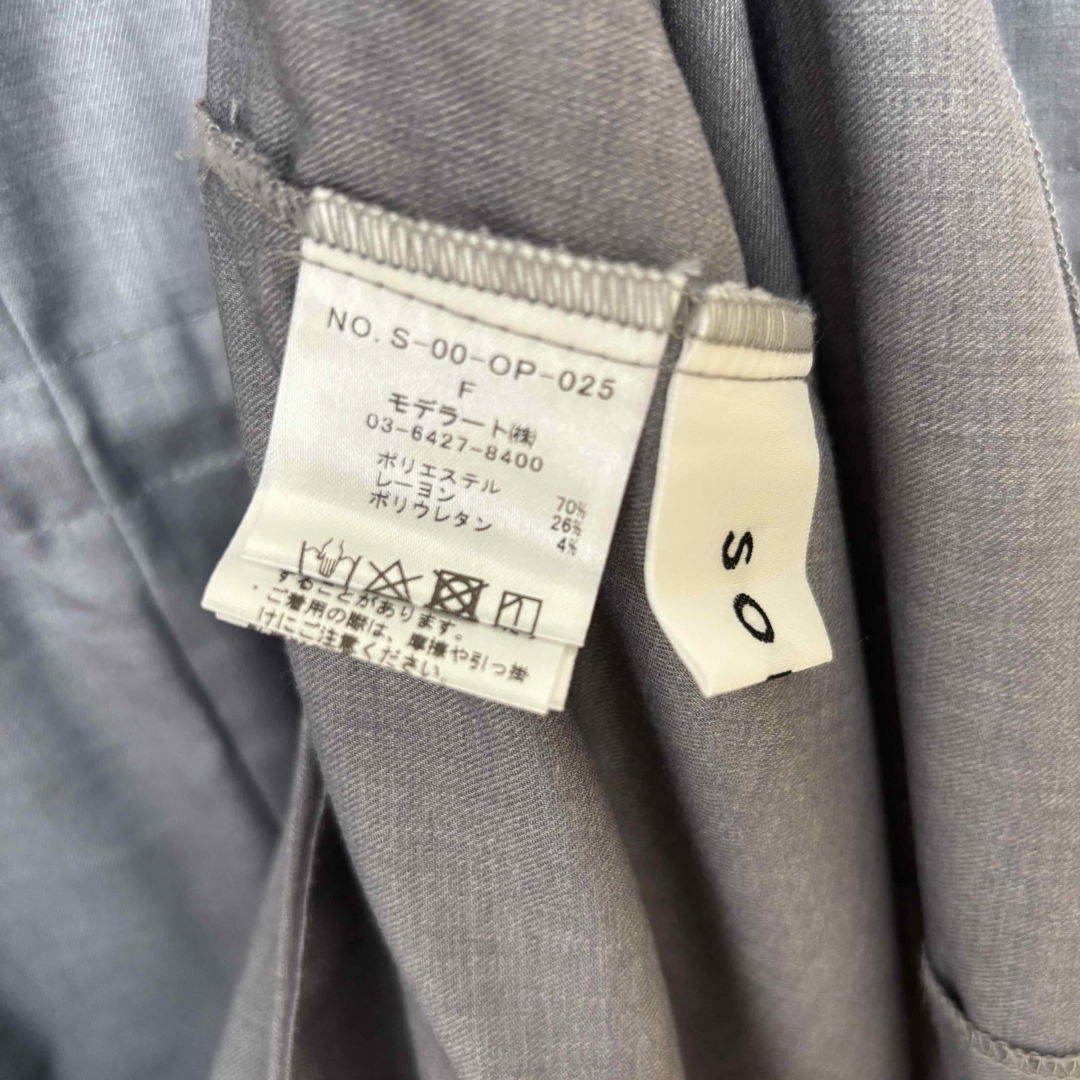 NO.S-00-OP-025
F
モデラート㈱
03-6427-8400
ポリエステル 70%
レーヨン 26%
ポリウレタン 4%
することがあります。
・ご着用の際は、摩擦や引っ掛
けにご注意ください。
SO